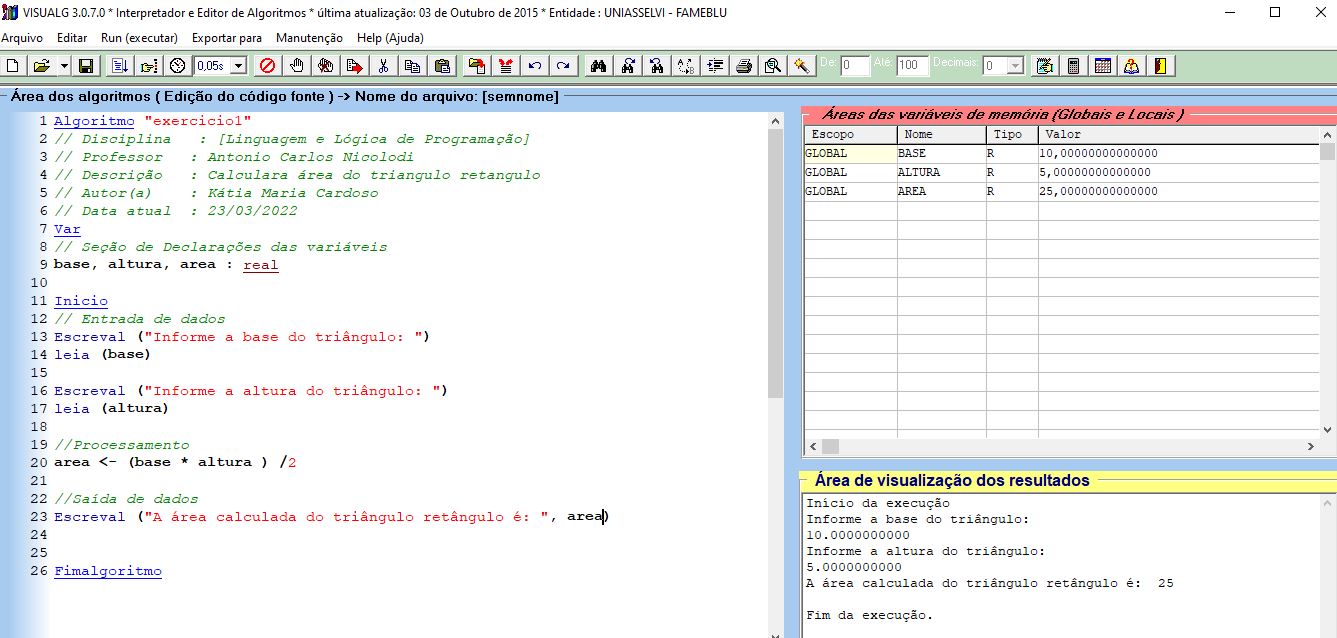 VISUALG 3.0.7.0 * Interpretador e Editor de Algoritmos * última atualização: 03 de Outubro de 2015 * Entidade : UNIASSELVI - FAMEBLU
Arquivo Editar Run (executar) Exportar para Manutenção Help (Ajuda)
0,05s De: 0 Até: 100 Decimais: 0
Área dos algoritmos ( Edição do código fonte ) -> Nome do arquivo: [semnome]
1 Algoritmo "exercicio1"
2 // Disciplina : [Linguagem e Lógica de Programação]
3 // Professor : Antonio Carlos Nicolodi
4 // Descrição : Calculara área do triangulo retangulo
5 // Autor(a) : Kátia Maria Cardoso
6 // Data atual : 23/03/2022
7 Var
8 // Seção de Declarações das variáveis
9 base, altura, area : real
10
11 Inicio
12 // Entrada de dados
13 Escreval ("Informe a base do triângulo: ")
14 leia (base)
15
16 Escreval ("Informe a altura do triângulo: ")
17 leia (altura)
18
19 //Processamento
20 area <- (base * altura ) /2
21
22 //Saída de dados
23 Escreval ("A área calculada do triângulo retângulo é: ", area)
24
25
26 Fimalgoritmo
Áreas das variáveis de memória (Globais e Locais )
Escopo Nome Tipo Valor
GLOBAL BASE R 10,00000000000000
GLOBAL ALTURA R 5,0000000000000
GLOBAL AREA R 25,00000000000000
Área de visualização dos resultados
Início da execução
Informe a base do triângulo:
10.0000000000
Informe a altura do triângulo:
5.0000000000
A área calculada do triângulo retângulo é: 25
Fim da execução.